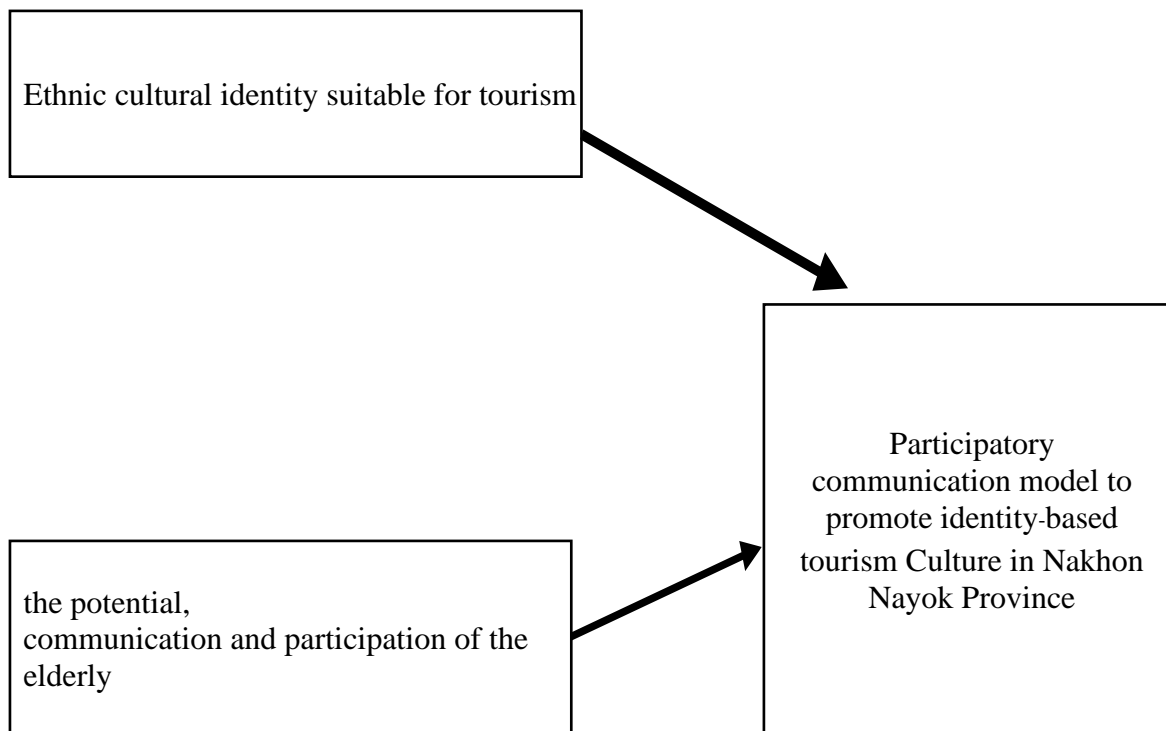 Ethnic cultural identity suitable for tourism
the potential,
communication and participation of the
elderly
Participatory
communication model to
promote identity-based
tourism Culture in Nakhon
Nayok Province